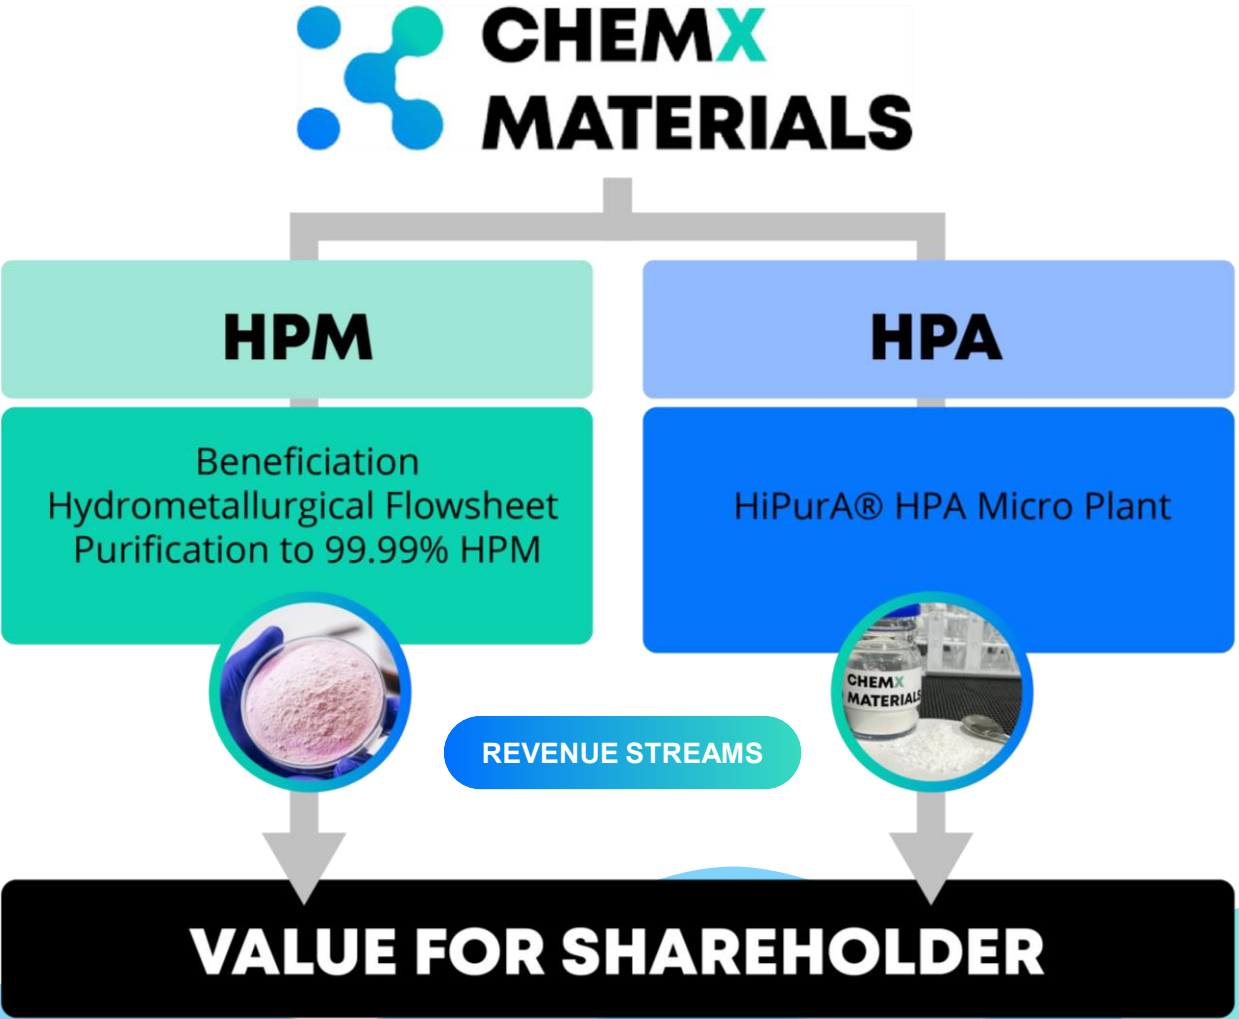 CHEMX
MATERIALS
HPM
HPA
Beneficiation
Hydrometallurgical Flowsheet
Purification to 99.99% HPM
HiPurA® HPA Micro Plant
CHEMX
MATERIALS
REVENUE STREAMS
VALUE FOR SHAREHOLDER